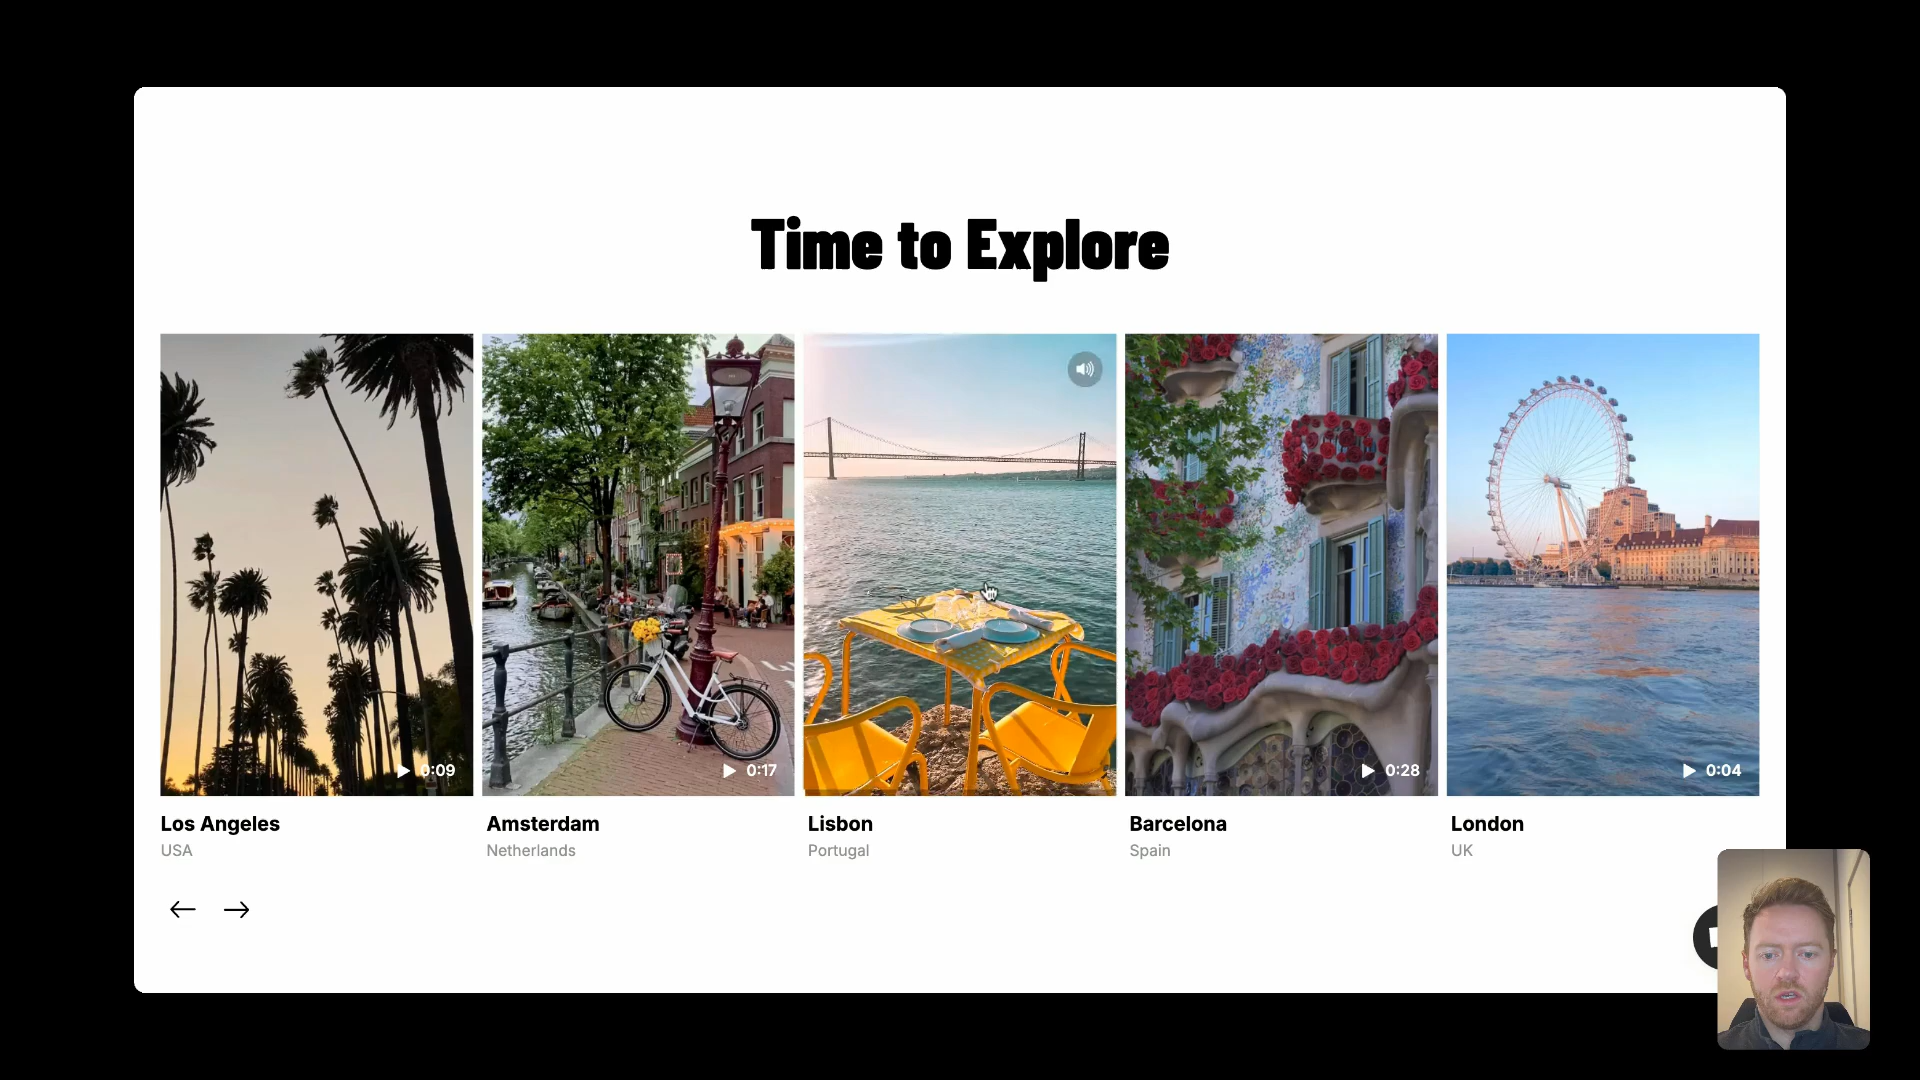 Time to Explore
0:09
0:17
0:28
0:04
Los Angeles
USA
Amsterdam
Netherlands
Lisbon
Portugal
Barcelona
Spain
London
UK